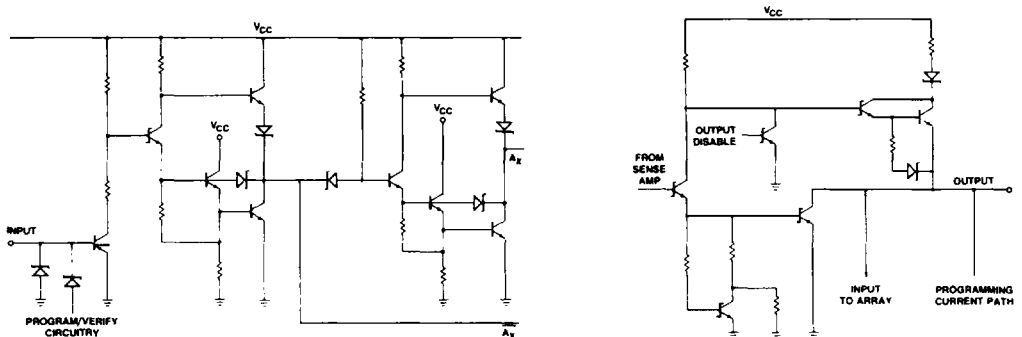 VCC
VCC
VCC
AX
INPUT
PROGRAM/VERIFY
CIRCUITRY
AX
VCC
OUTPUT
DISABLE
FROM
SENSE
AMP
OUTPUT
INPUT
TO ARRAY
PROGRAMMING
CURRENT PATH